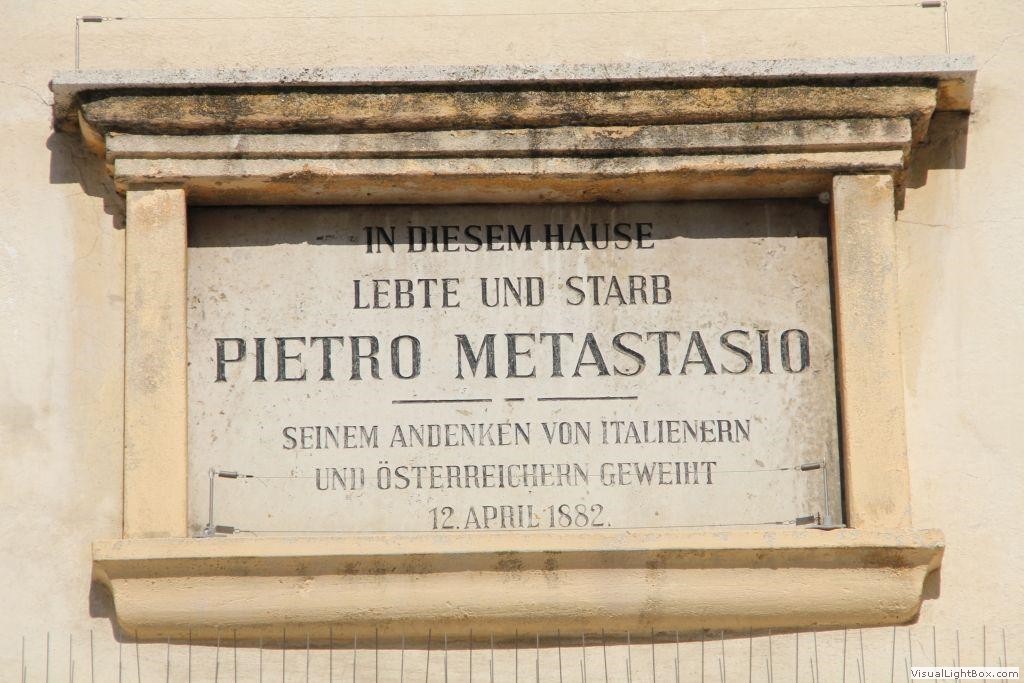 IN DIESEM HAUSE
LEBTE UND STARB
PIETRO METASTASIO
SEINEM ANDENKEN VON ITALIENERN
UND ÖSTERREICHERN GEWEIHT
12. APRIL 1882.
VisualLightBox.com